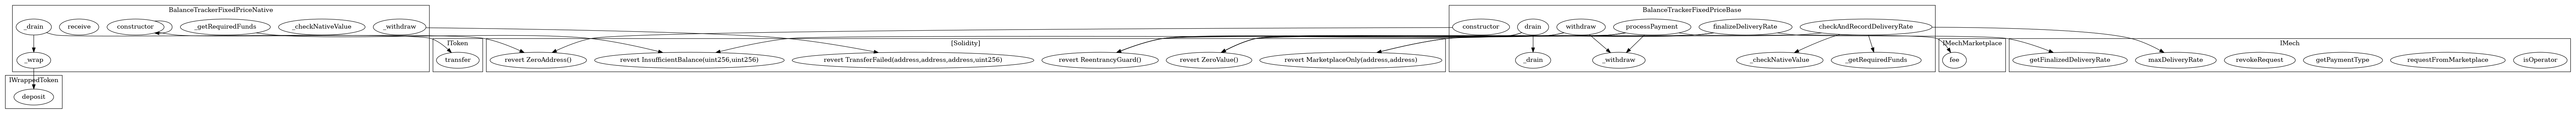 BalanceTrackerFixedPriceNative
_drain
receive
constructor
_getRequiredFunds
_checkNativeValue
_withdraw
_wrap
IWrappedToken
deposit
IToken
transfer
[Solidity]
revert ZeroAddress()
revert InsufficientBalance(uint256,uint256)
revert TransferFailed(address,address,address,uint256)
revert ReentrancyGuard()
revert ZeroValue()
revert MarketplaceOnly(address,address)
BalanceTrackerFixedPriceBase
constructor
drain
withdraw
processPayment
finalizeDeliveryRate
checkAndRecordDeliveryRate
_drain
_withdraw
_checkNativeValue
_getRequiredFunds
IMechMarketplace
fee
IMech
getFinalizedDeliveryRate
maxDeliveryRate
revokeRequest
getPaymentType
requestFromMarketplace
isOperator